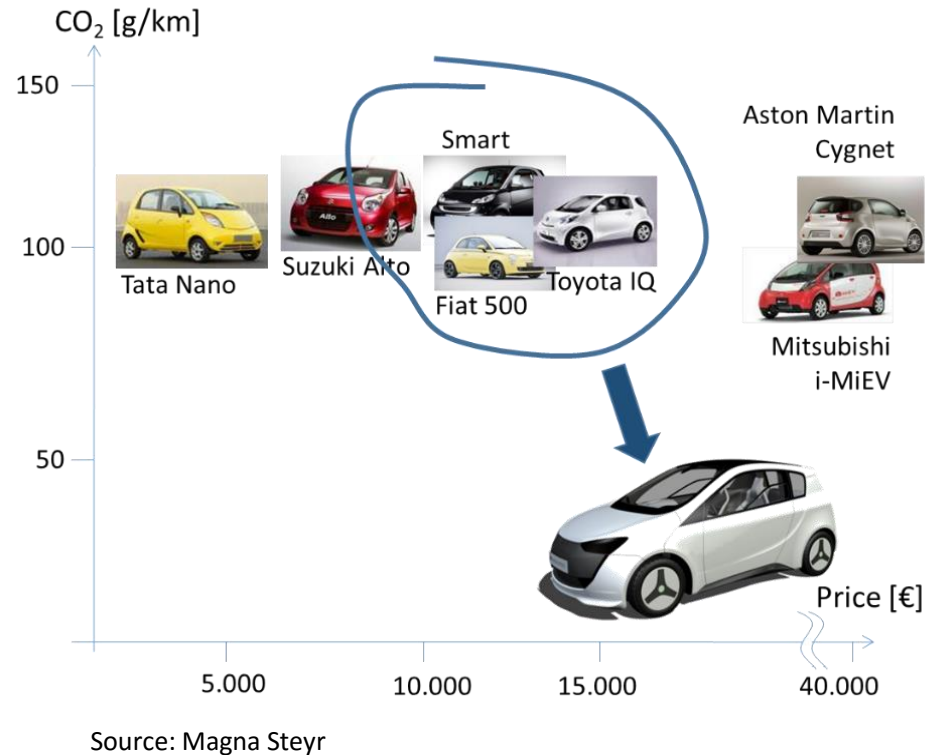 CO₂ [g/km]
150
Aston Martin
Cygnet
Smart
Alto
100
Tata Nano
Suzuki Alto
Toyota IQ
Fiat 500
Mitsubishi
i-MiEV
50
Price [€]
5.000
10.000
15.000
40.000
Source: Magna Steyr